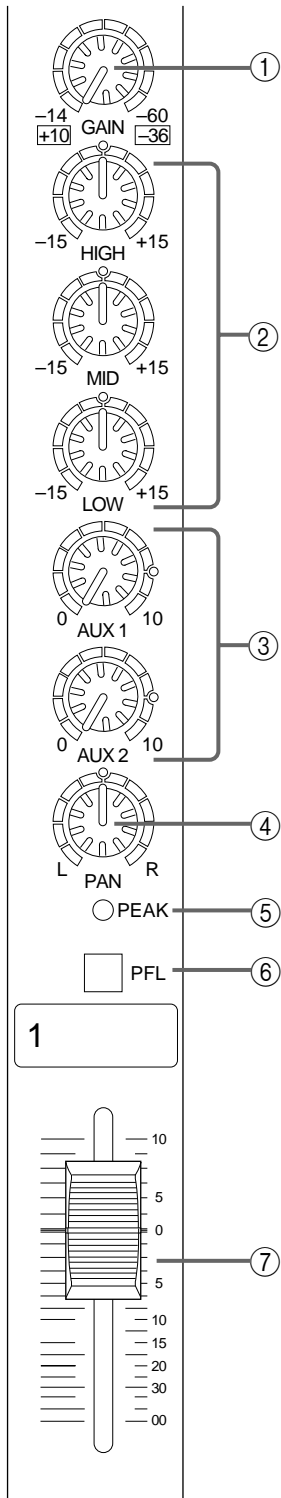 ①
–14 GAIN –60
+10 –36
②
–15 +15
HIGH
–15 +15
MID
–15 +15
LOW
③
0 10
AUX 1
0 10
AUX 2
④
L PAN R
PEAK ⑤
PFL ⑥
1
10
5
0
⑦
5
10
15
20
30
00